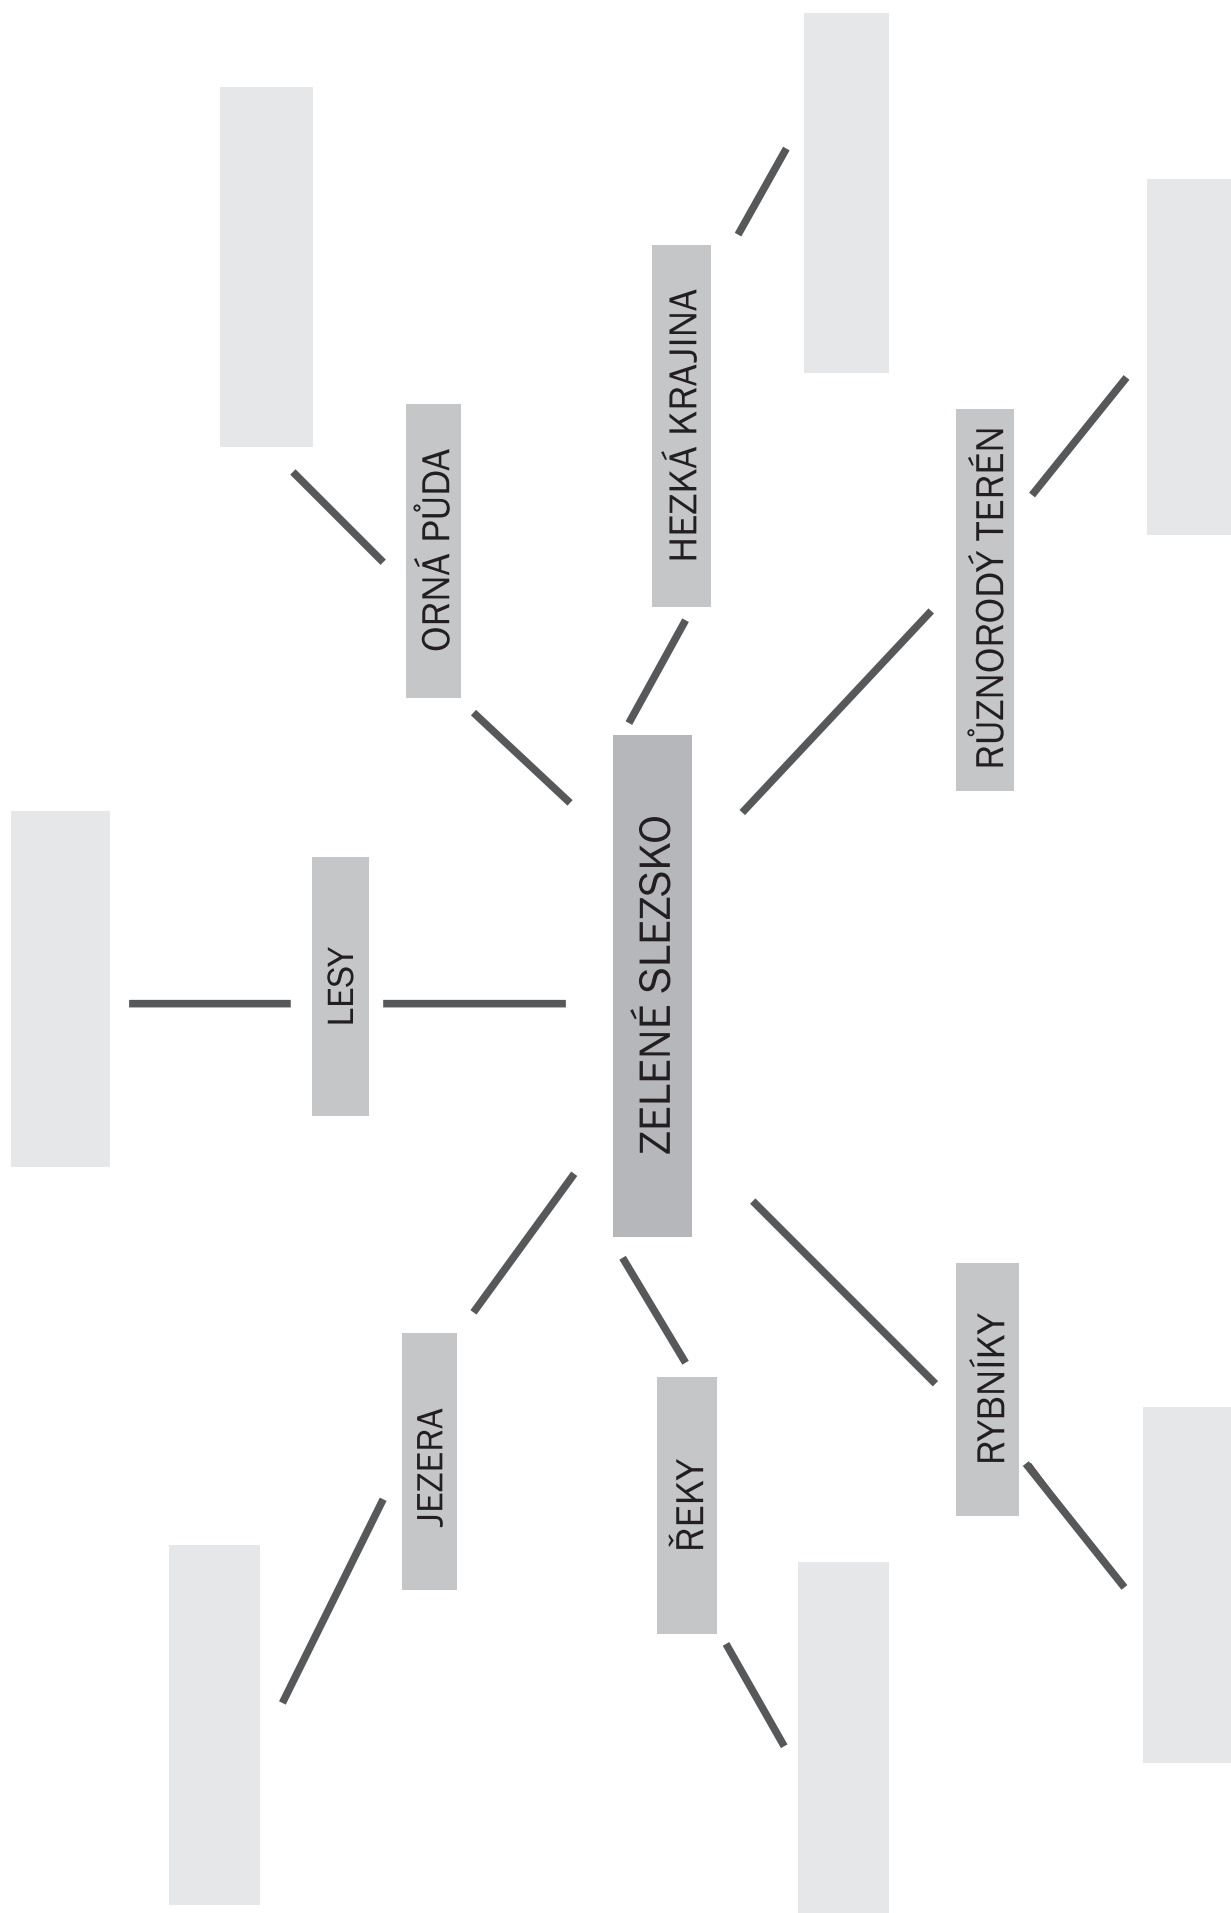 LESY
JEZERA
ORNÁ PŮDA
ZELENÉ SLEZSKO
ŘEKY
HEZKÁ KRAJINA
RYBNÍKY
RŮZNORODÝ TERÉN